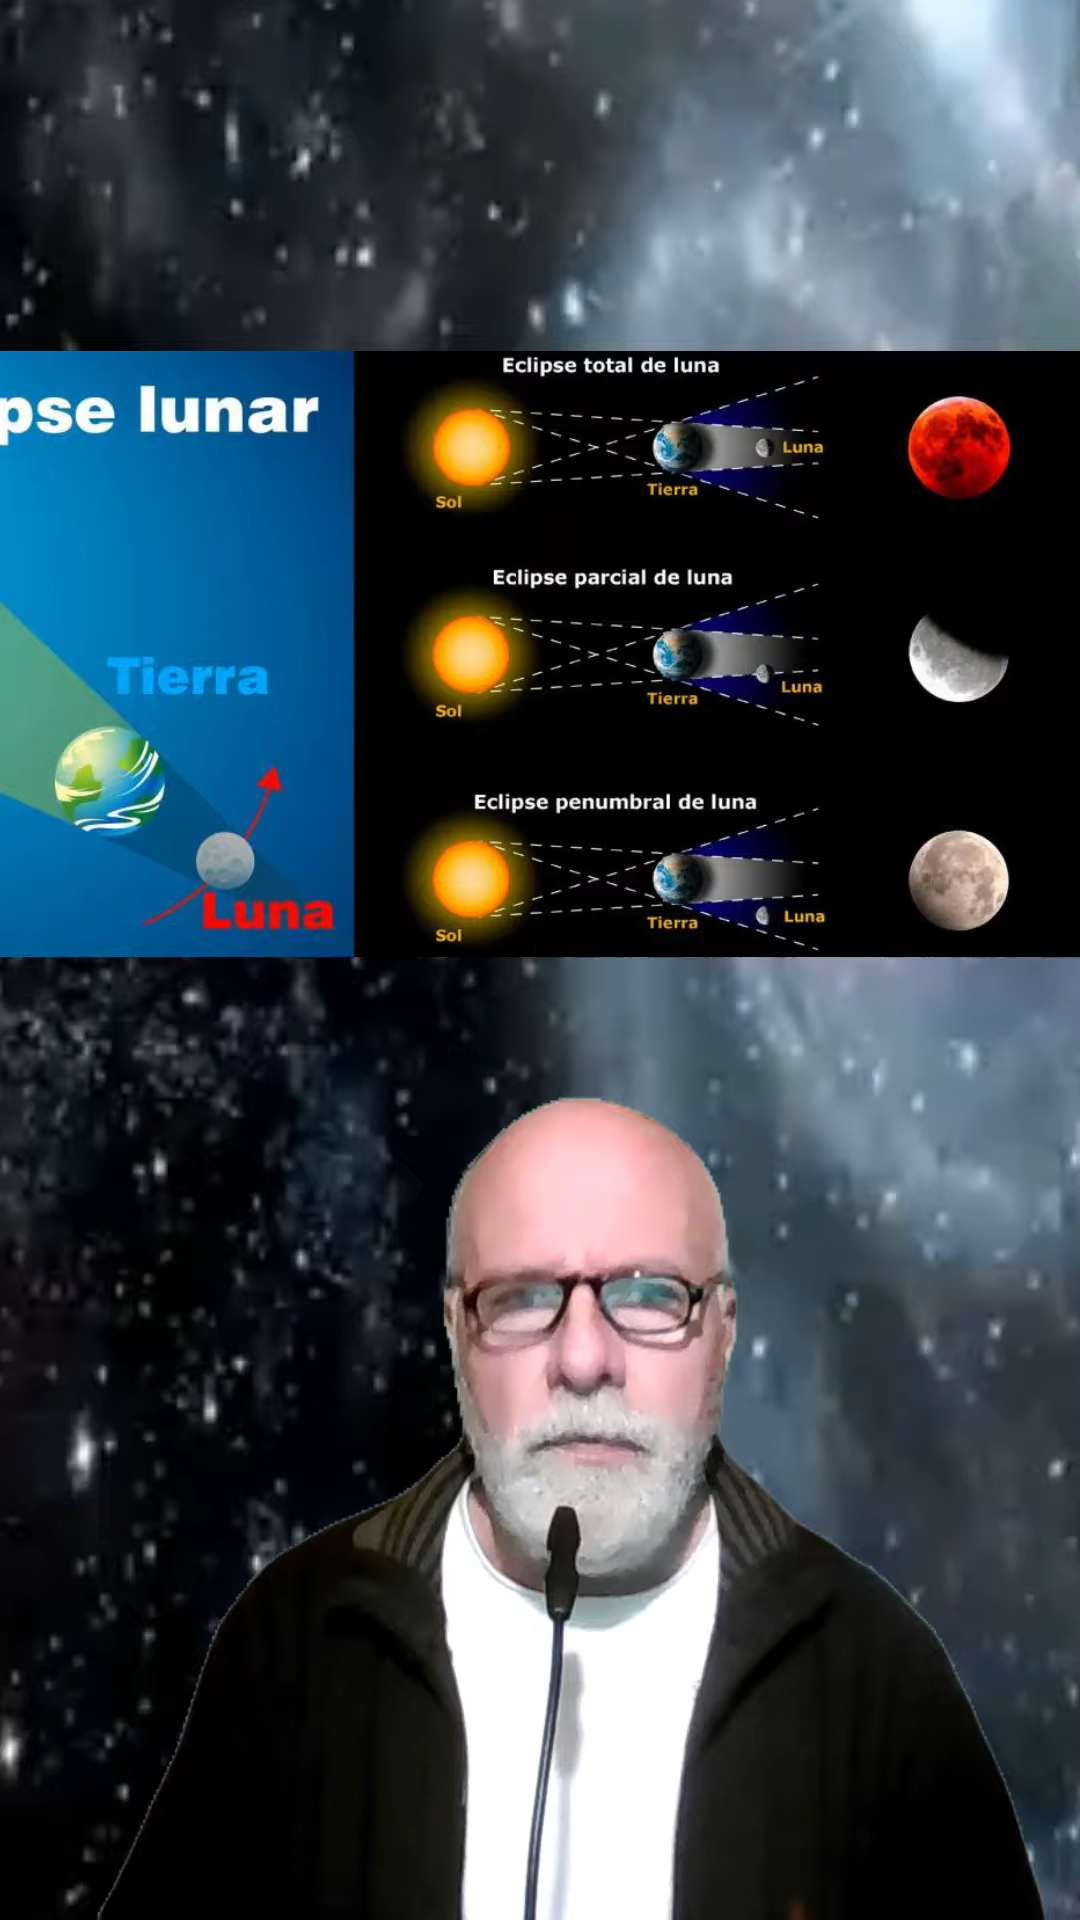 pse lunar
Tierra
Luna
Eclipse total de luna
Luna
Tierra
Sol
Eclipse parcial de luna
Luna
Tierra
Sol
Eclipse penumbral de luna
Luna
Tierra
Sol